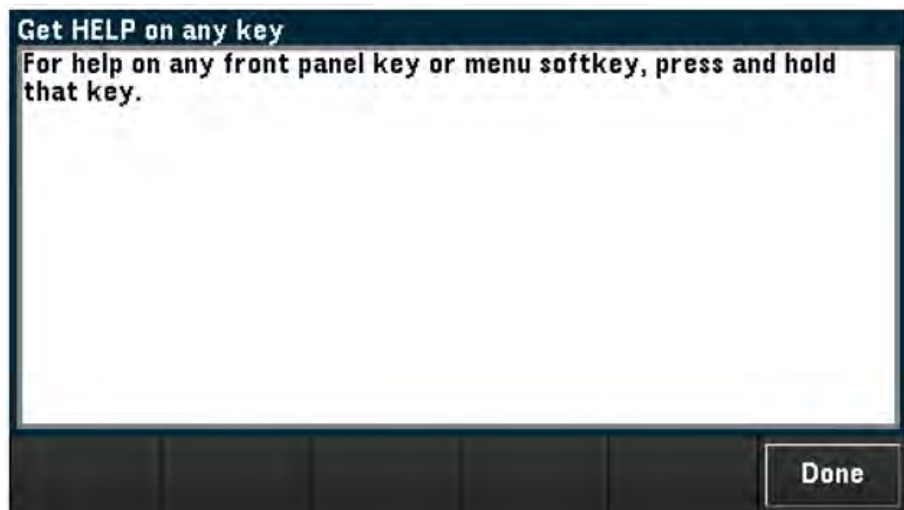 Get HELP on any key
For help on any front panel key or menu softkey, press and hold
that key.
Done